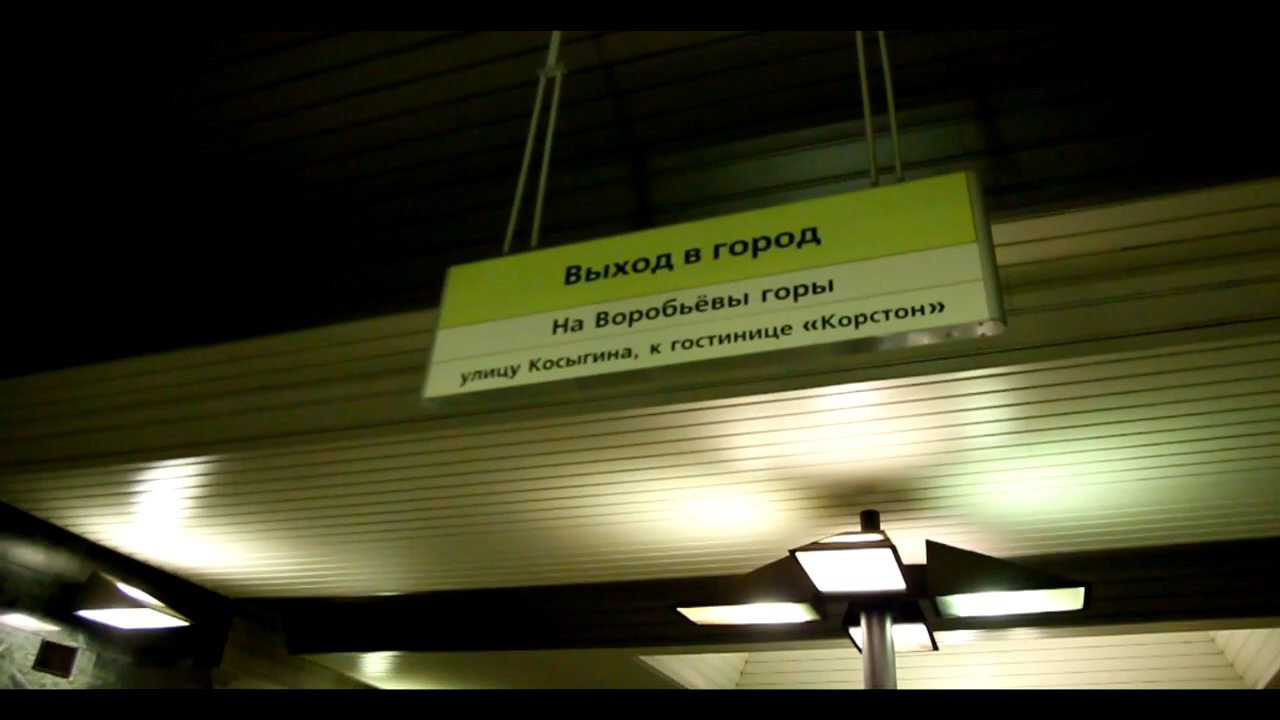 Выход в город
На Воробьёвы горы
улицу Косыгина, к гостинице «Корстон»